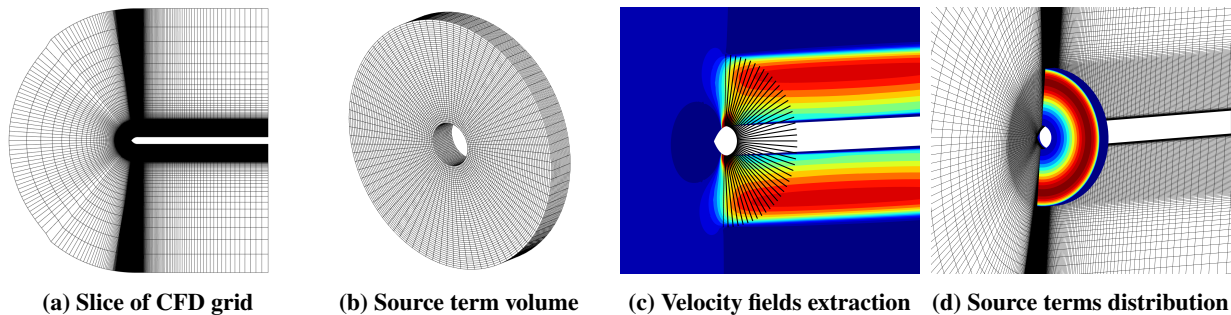 (a) Slice of CFD grid
(b) Source term volume
(c) Velocity fields extraction
(d) Source terms distribution